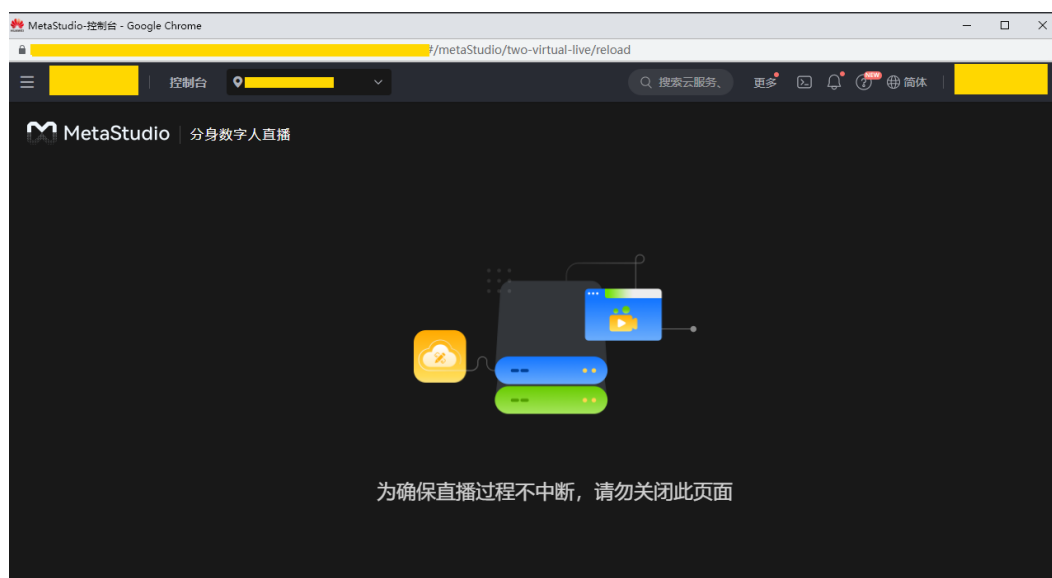 MetaStudio-控制台 - Google Chrome
#/metaStudio/two-virtual-live/reload
控制台 搜索云服务、 更多 NEW 简体
MetaStudio 分身数字人直播
为确保直播过程不中断，请勿关闭此页面